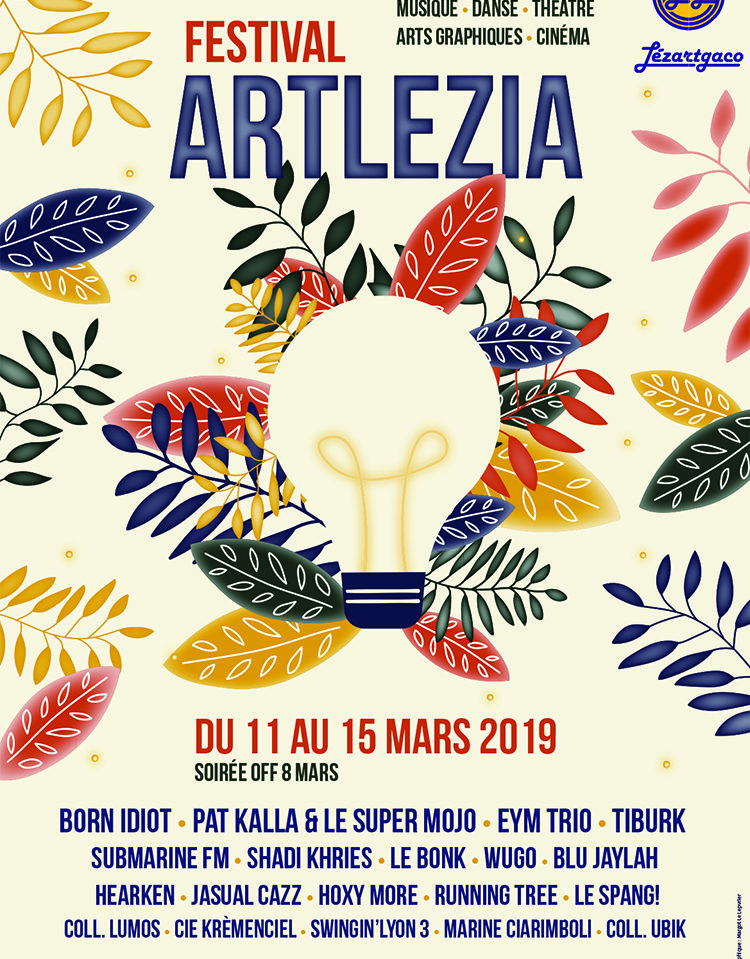 MUSIQUE • DANSE • THÉÂTRE
ARTS GRAPHIQUES • CINÉMA
Lézartgaco
FESTIVAL
ARTLEZIA
DU 11 AU 15 MARS 2019
SOIRÉE OFF 8 MARS
BORN IDIOT • PAT KALLA & LE SUPER MOJO • EYM TRIO • TIBURK
SUBMARINE FM • SHADI KHRIES • LE BONK • WUGO • BLU JAYLAH
HEARKEN • JASUAL CAZZ • HOXY MORE • RUNNING TREE • LE SPANG!
COLL. LUMOS • CIE KRÈMENCIEL • SWINGIN'LYON 3 • MARINE CIARIMBOLI • COLL. UBIK